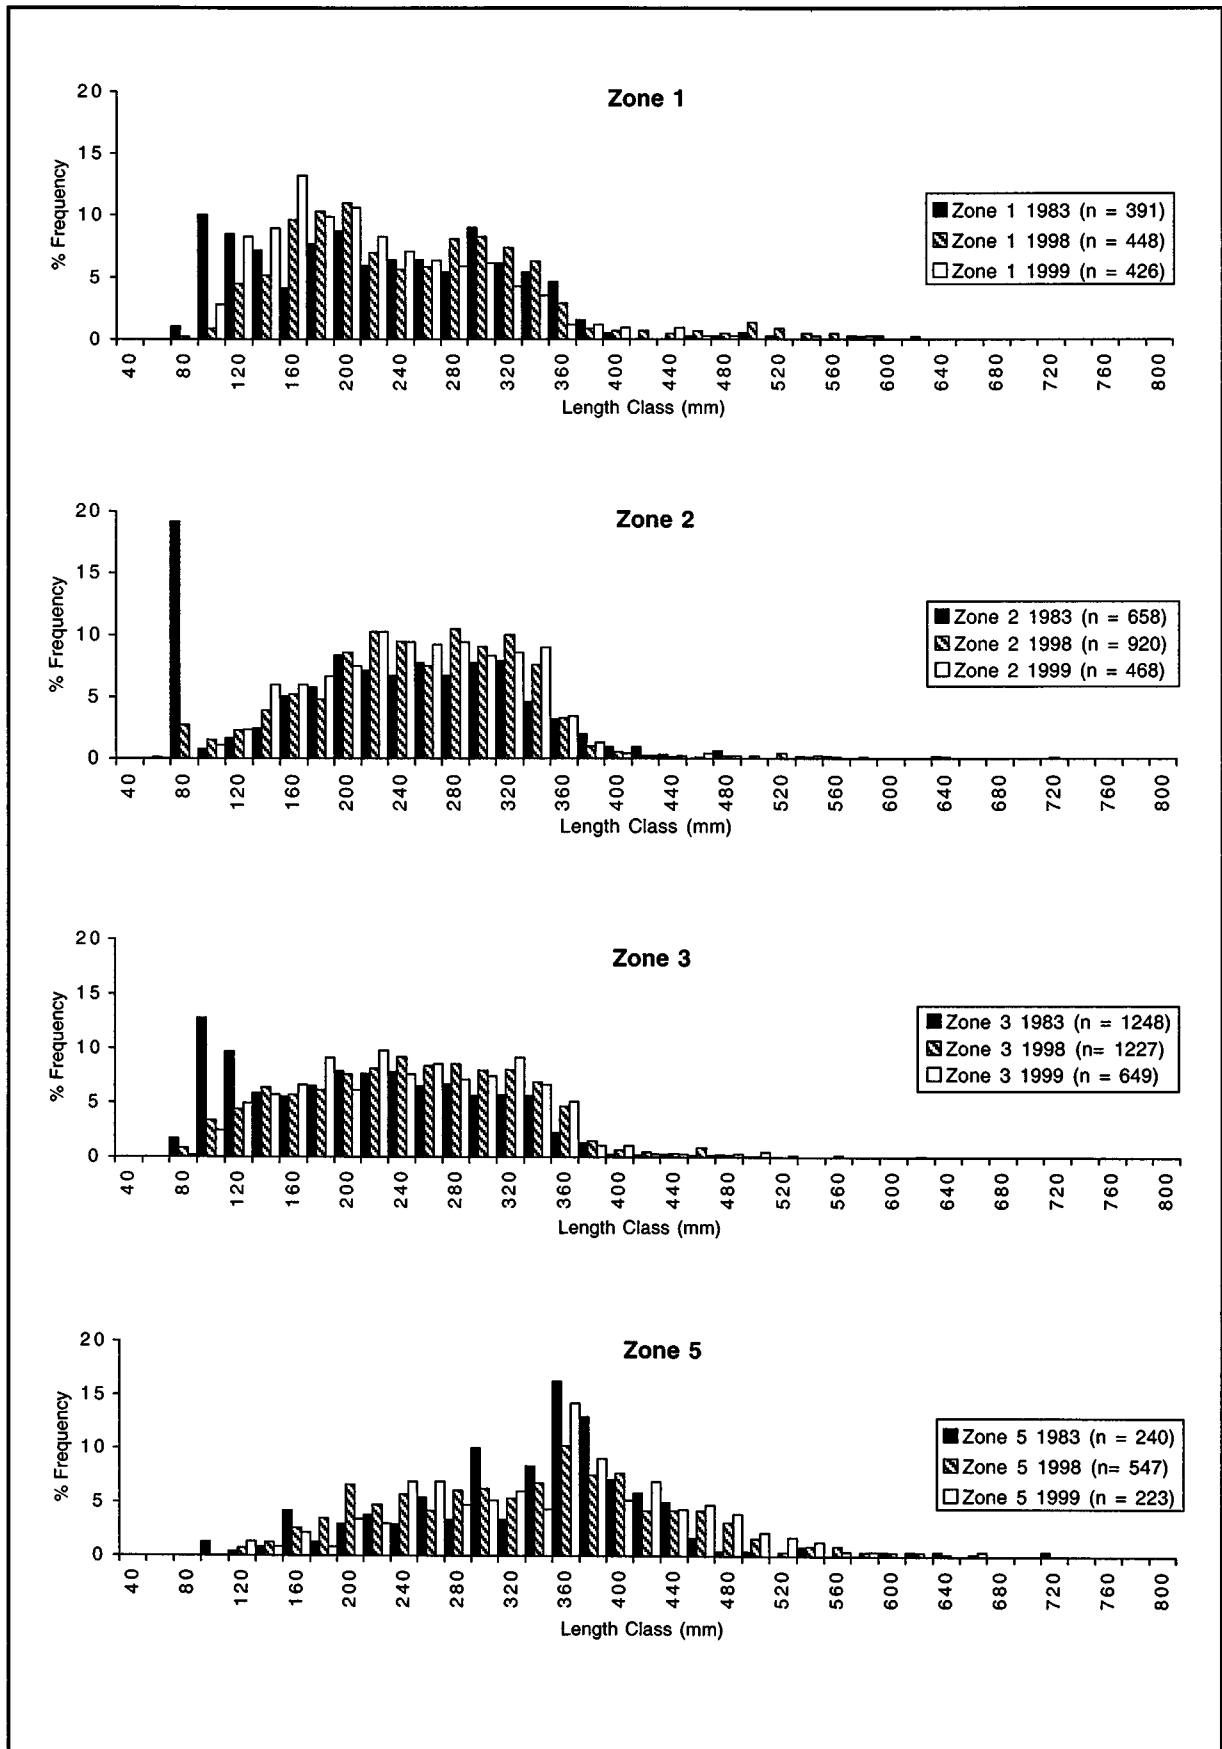 Zone 1
20
15
10
5
0
% Frequency
Zone 1 1983 (n = 391)
Zone 1 1998 (n = 448)
Zone 1 1999 (n = 426)
40 80 120 160 200 240 280 320 360 400 440 480 520 560 600 640 680 720 760 800
Length Class (mm)
Zone 2
20
15
10
5
0
% Frequency
Zone 2 1983 (n = 658)
Zone 2 1998 (n = 920)
Zone 2 1999 (n = 468)
40 80 120 160 200 240 280 320 360 400 440 480 520 560 600 640 680 720 760 800
Length Class (mm)
Zone 3
20
15
10
5
0
% Frequency
Zone 3 1983 (n = 1248)
Zone 3 1998 (n= 1227)
Zone 3 1999 (n = 649)
40 80 120 160 200 240 280 320 360 400 440 480 520 560 600 640 680 720 760 800
Length Class (mm)
Zone 5
20
15
10
5
0
% Frequency
Zone 5 1983 (n = 240)
Zone 5 1998 (n= 547)
Zone 5 1999 (n = 223)
40 80 120 160 200 240 280 320 360 400 440 480 520 560 600 640 680 720 760 800
Length Class (mm)